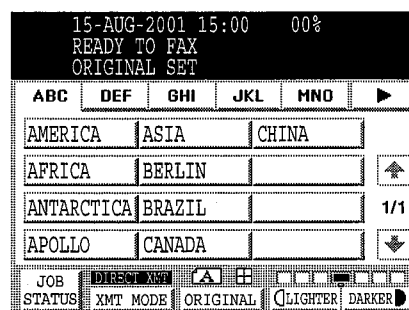 15-AUG-2001 15:00 00%
READY TO FAX
ORIGINAL SET
ABC DEF GHI JKL MNO
AMERICA ASIA CHINA
AFRICA BERLIN
ANTARCTICA BRAZIL 1/1
APOLLO CANADA
JOB STATUS
DIRECT XMT A
XMT MODE ORIGINAL LIGHTER DARKER